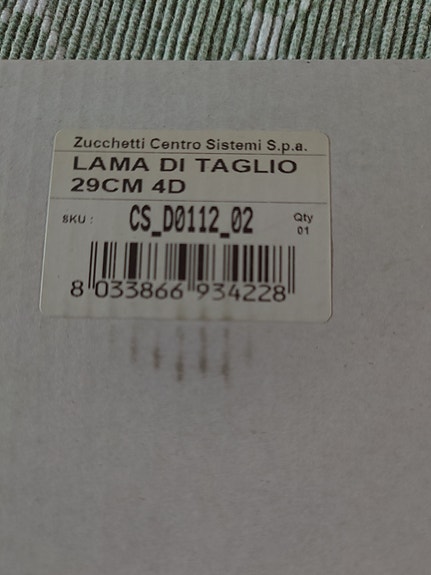 Zucchetti Centro Sistemi S.p.a.
LAMA DI TAGLIO
29CM 4D
SKU : CS_D0112_02 Qty
01
8 033866 934228